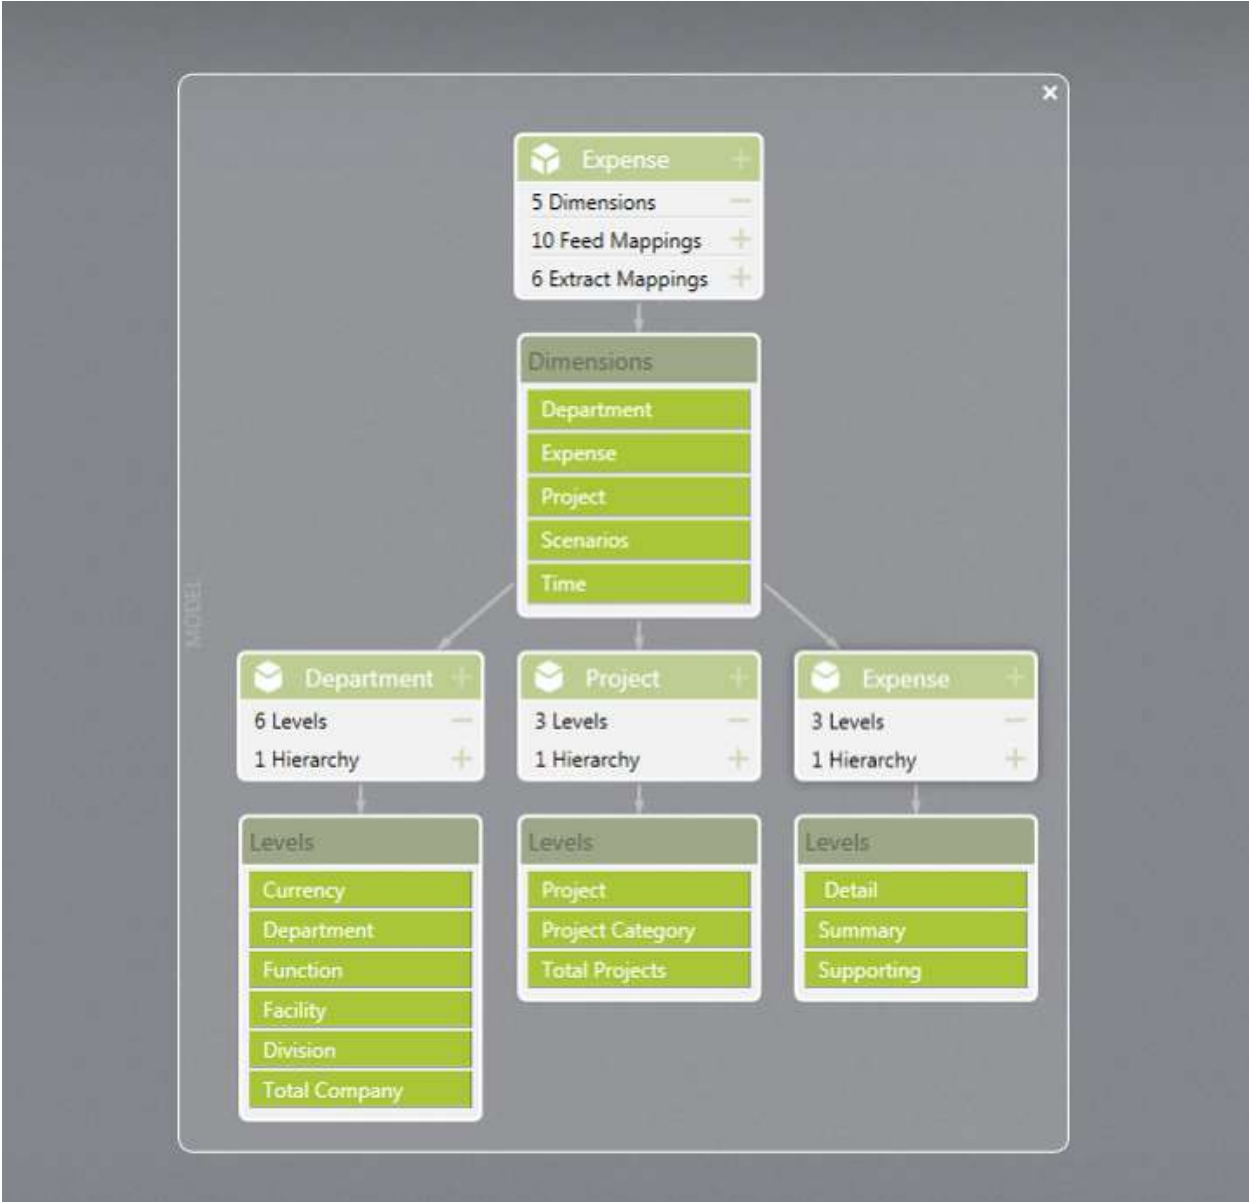 Expense
5 Dimensions
10 Feed Mappings
6 Extract Mappings
Dimensions
Department
Expense
Project
Scenarios
Time
MODEL
Department
6 Levels
1 Hierarchy
Project
3 Levels
1 Hierarchy
Expense
3 Levels
1 Hierarchy
Levels
Currency
Department
Function
Facility
Division
Total Company
Levels
Project
Project Category
Total Projects
Levels
Detail
Summary
Supporting